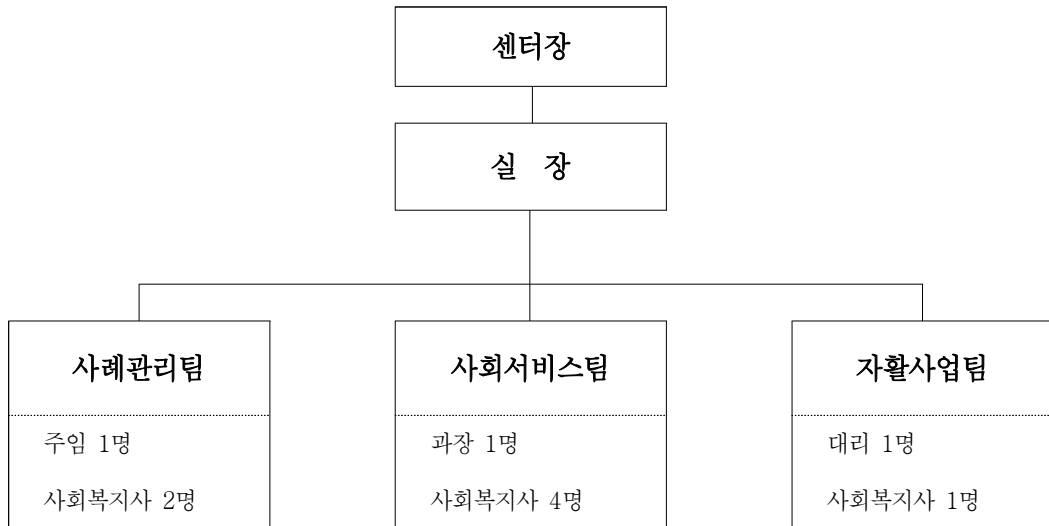 센터장
실 장
사례관리팀
주임 1명
사회복지사 2명
사회서비스팀
과장 1명
사회복지사 4명
자활사업팀
대리 1명
사회복지사 1명